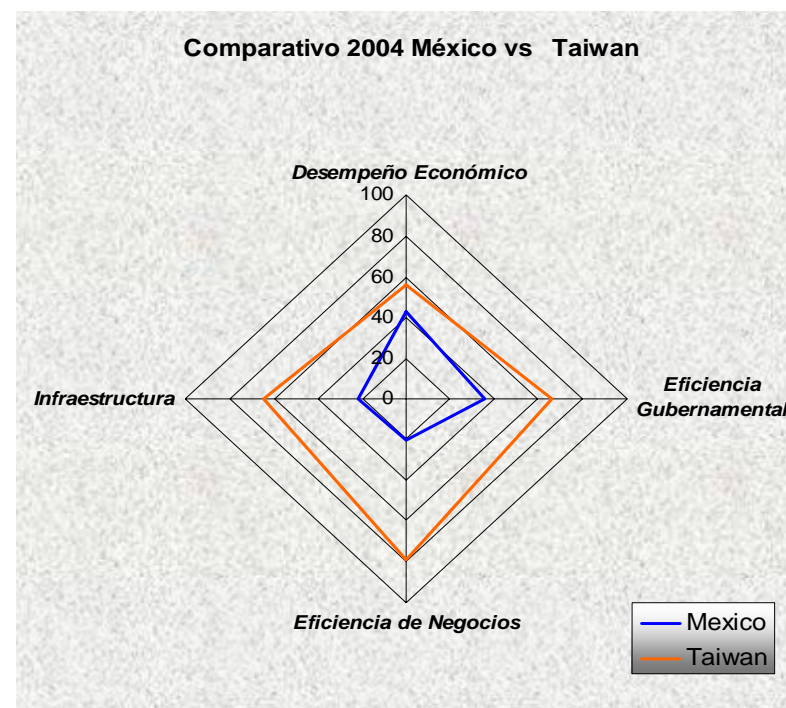 Comparativo 2004 México vs Taiwan
Desempeño Económico
100
80
60
40
20
0
Infraestructura
Eficiencia
Gubernamental
Eficiencia de Negocios
Mexico
Taiwan